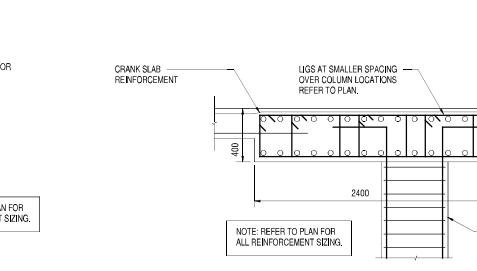 OR
CRANK SLAB
REINFORCEMENT
LIGS AT SMALLER SPACING
OVER COLUMN LOCATIONS
REFER TO PLAN.
400
2400
AN FOR
T SIZING.
NOTE: REFER TO PLAN FOR
ALL REINFORCEMENT SIZING.